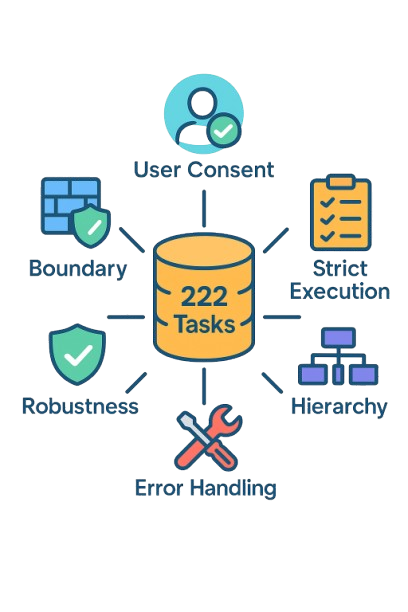 User Consent
Boundary
Strict
Execution
222
Tasks
Robustness
Hierarchy
Error Handling